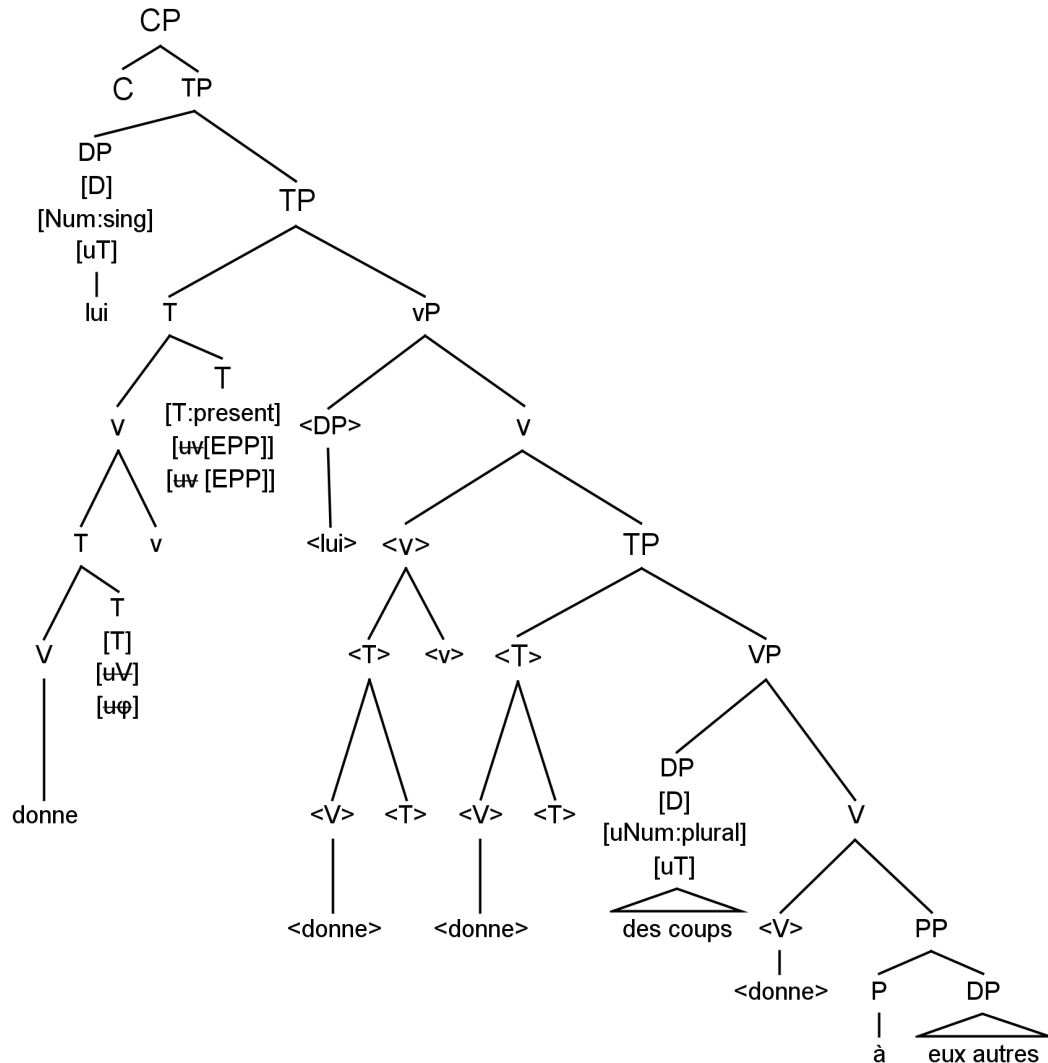 CP
C TP
DP
[D]
TP
[Num:sing]
[uT]
lui T vP
T
[T:present]
v <DP> v
[uv[EPP]]
[uv [EPP]]
T v <lui> <v> TP
T
[T]
V <T> <v> <T> VP
[uV]
[uφ]
DP
[D]
donne <V> <T> <V> <T> V
[uNum:plural]
[uT]
<donne> <donne> des coups <V> PP
<donne> P DP
à eux autres